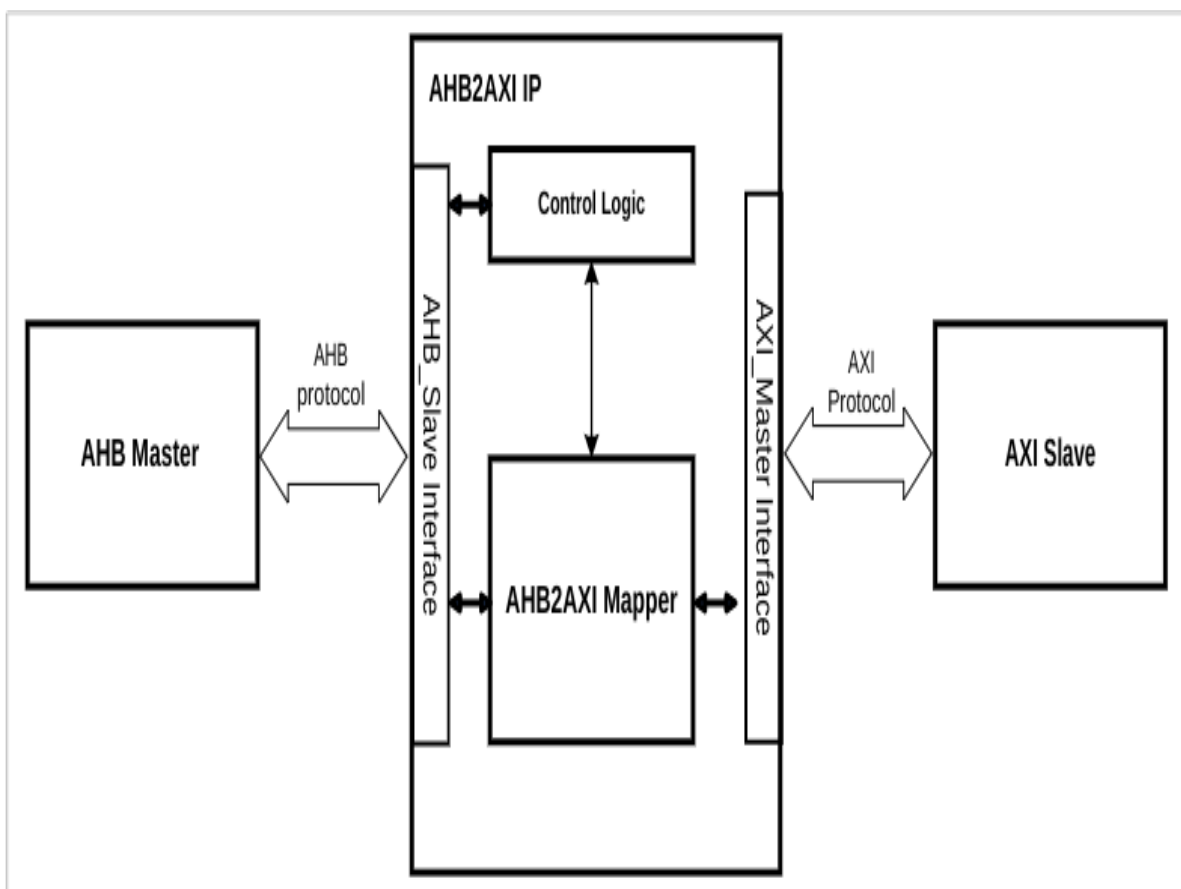 AHB2AXI IP
Control Logic
AHB_Slave Interface
AXI_Master Interface
AHB
protocol
AXI
Protocol
AHB Master
AXI Slave
AHB2AXI Mapper